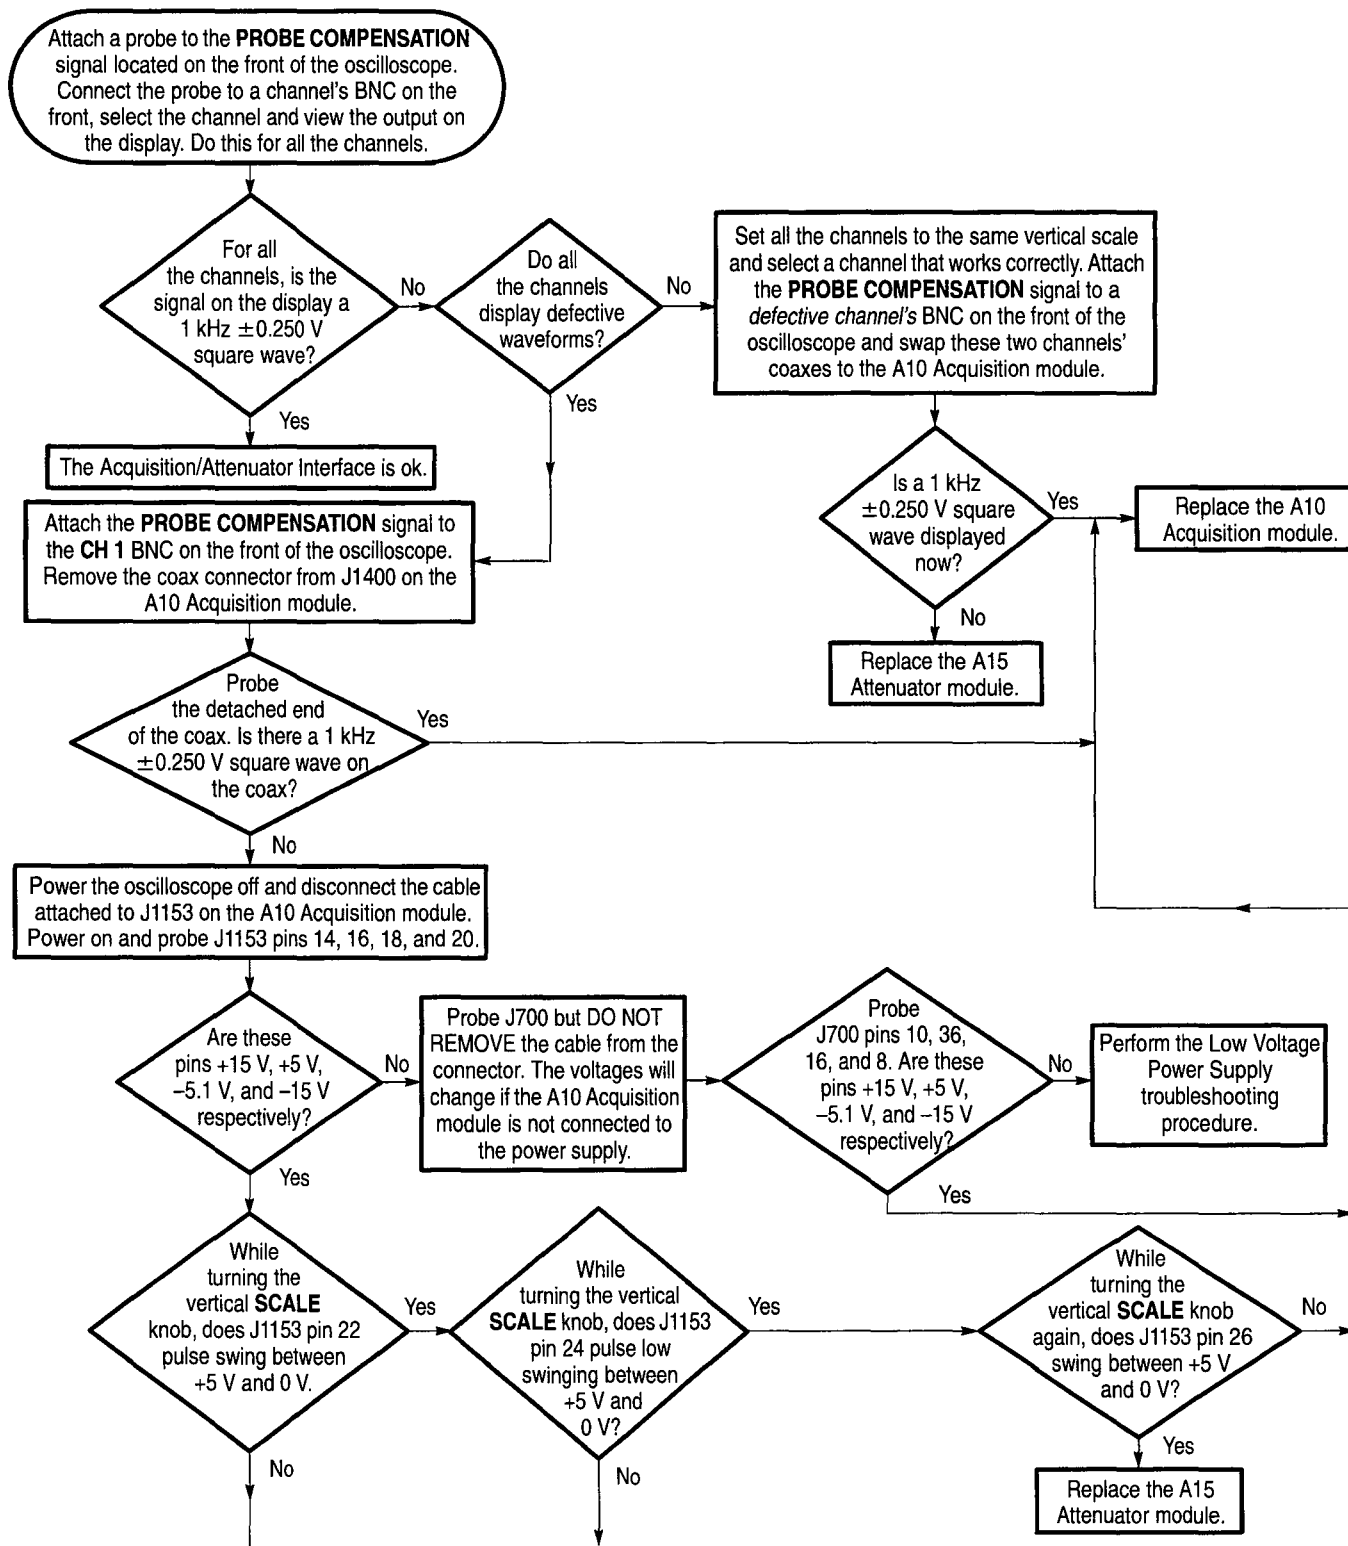 Attach a probe to the PROBE COMPENSATION
signal located on the front of the oscilloscope.
Connect the probe to a channel's BNC on the
front, select the channel and view the output on
the display. Do this for all the channels.
For all
the channels, is the
signal on the display a
1 kHz ±0.250 V
square wave?
No
Yes
Do all
the channels
display defective
waveforms?
No
Yes
Set all the channels to the same vertical scale
and select a channel that works correctly. Attach
the PROBE COMPENSATION signal to a
defective channel's BNC on the front of the
oscilloscope and swap these two channels'
coaxes to the A10 Acquisition module.
The Acquisition/Attenuator Interface is ok.
Is a 1 kHz
±0.250 V square
wave displayed
now?
Yes
No
Replace the A10
Acquisition module.
Replace the A15
Attenuator module.
Attach the PROBE COMPENSATION signal to
the CH 1 BNC on the front of the oscilloscope.
Remove the coax connector from J1400 on the
A10 Acquisition module.
Probe
the detached end
of the coax. Is there a 1 kHz
±0.250 V square wave on
the coax?
Yes
No
Power the oscilloscope off and disconnect the cable
attached to J1153 on the A10 Acquisition module.
Power on and probe J1153 pins 14, 16, 18, and 20.
Are these
pins +15 V, +5 V,
–5.1 V, and –15 V
respectively?
No
Yes
Probe J700 but DO NOT
REMOVE the cable from the
connector. The voltages will
change if the A10 Acquisition
module is not connected to
the power supply.
Probe
J700 pins 10, 36,
16, and 8. Are these
pins +15 V, +5 V,
–5.1 V, and –15 V
respectively?
No
Yes
Perform the Low Voltage
Power Supply
troubleshooting
procedure.
While
turning the
vertical SCALE
knob, does J1153 pin 22
pulse swing between
+5 V and 0 V.
Yes
No
While
turning the vertical
SCALE knob, does J1153
pin 24 pulse low
swinging between
+5 V and
0 V?
Yes
No
While
turning the
vertical SCALE knob
again, does J1153 pin 26
swing between +5 V
and 0 V?
No
Yes
Replace the A15
Attenuator module.